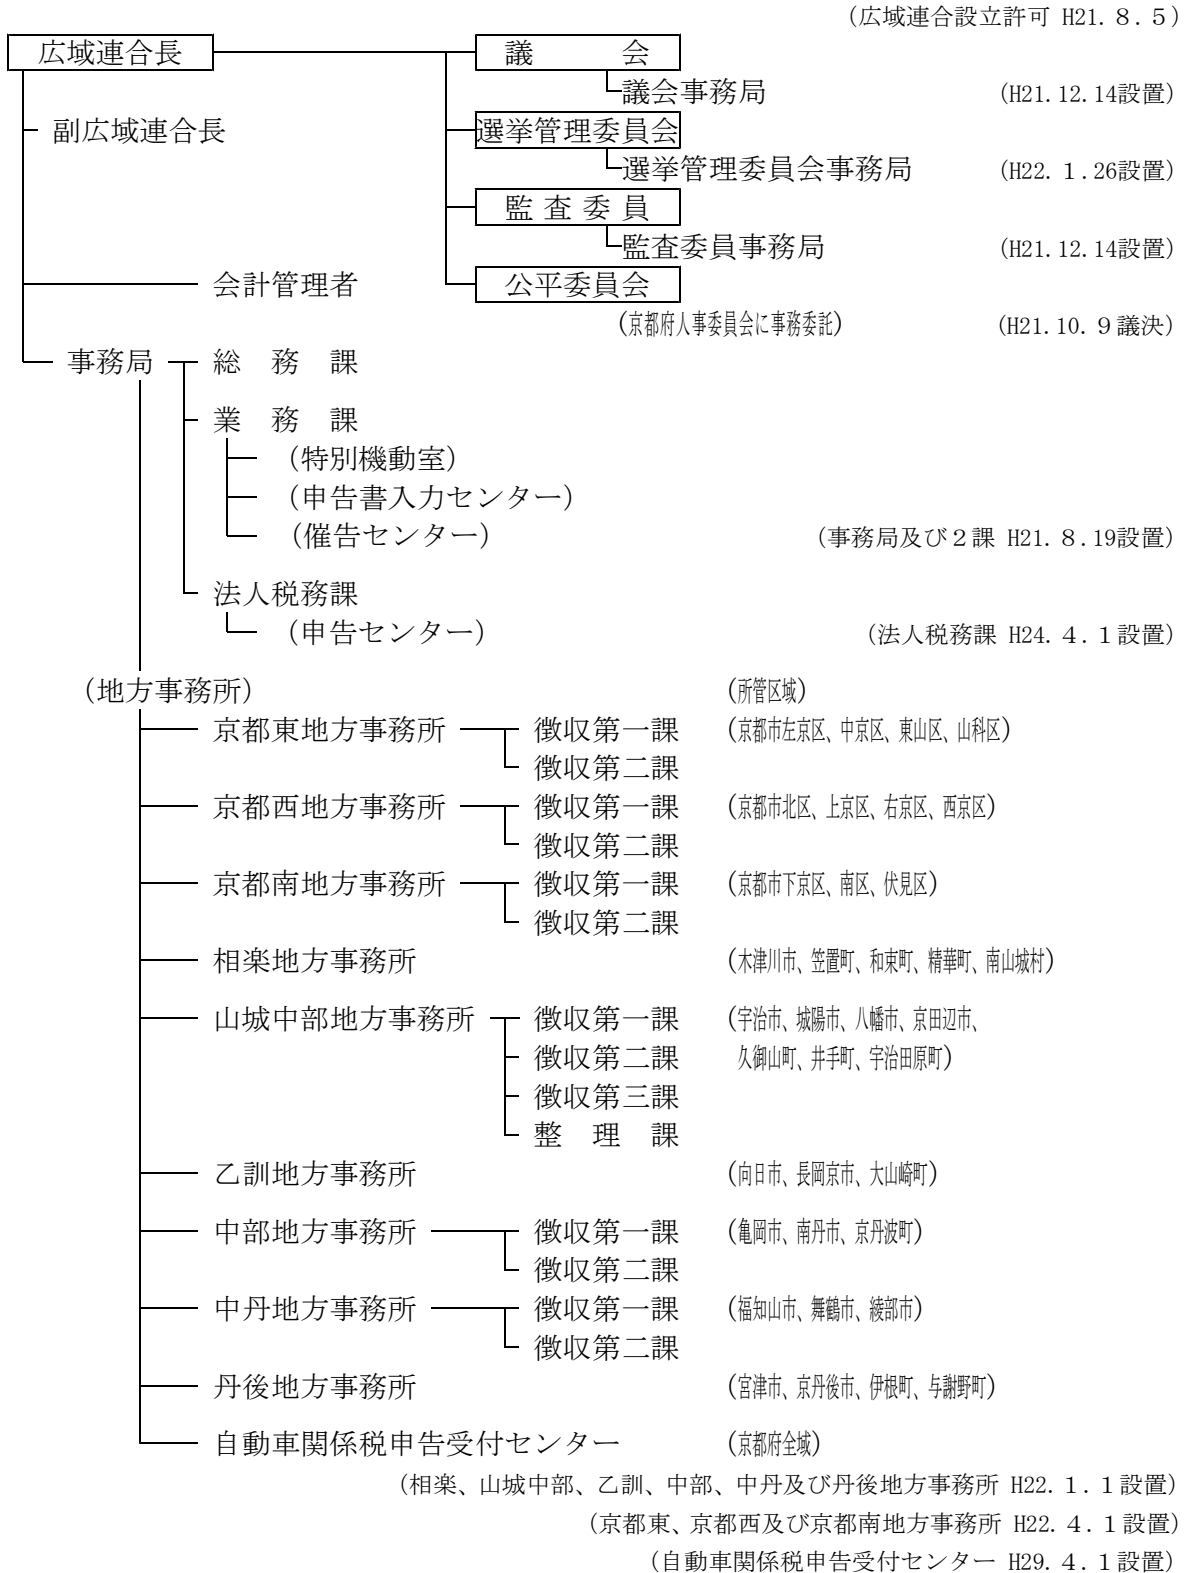 (広域連合設立許可 H21. 8. 5)
広域連合長 議 会
議会事務局 (H21.12.14設置)
副広域連合長 選挙管理委員会
選挙管理委員会事務局 (H22. 1.26設置)
監査委員
監査委員事務局 (H21.12.14設置)
会計管理者 公平委員会
(京都府人事委員会に事務委託) (H21.10. 9議決)
事務局 総 務 課
業 務 課
(特別機動室)
(申告書入力センター)
(催告センター) (事務局及び2課 H21. 8.19設置)
法人税務課
(申告センター) (法人税務課 H24. 4. 1設置)
(地方事務所) (所管区域)
京都東地方事務所 徴収第一課 (京都市左京区、中京区、東山区、山科区)
徴収第二課
京都西地方事務所 徴収第一課 (京都市北区、上京区、右京区、西京区)
徴収第二課
京都南地方事務所 徴収第一課 (京都市下京区、南区、伏見区)
徴収第二課
相楽地方事務所 (木津川市、笠置町、和束町、精華町、南山城村)
山城中部地方事務所 徴収第一課 (宇治市、城陽市、八幡市、京田辺市、
徴収第二課 久御山町、井手町、宇治田原町)
徴収第三課
整 理 課
乙訓地方事務所 (向日市、長岡京市、大山崎町)
中部地方事務所 徴収第一課 (亀岡市、南丹市、京丹波町)
徴収第二課
中丹地方事務所 徴収第一課 (福知山市、舞鶴市、綾部市)
徴収第二課
丹後地方事務所 (宮津市、京丹後市、伊根町、与謝野町)
自動車関係税申告受付センター (京都府全域)
(相楽、山城中部、乙訓、中部、中丹及び丹後地方事務所 H22. 1. 1設置)
(京都東、京都西及び京都南地方事務所 H22. 4. 1設置)
(自動車関係税申告受付センター H29. 4. 1設置)